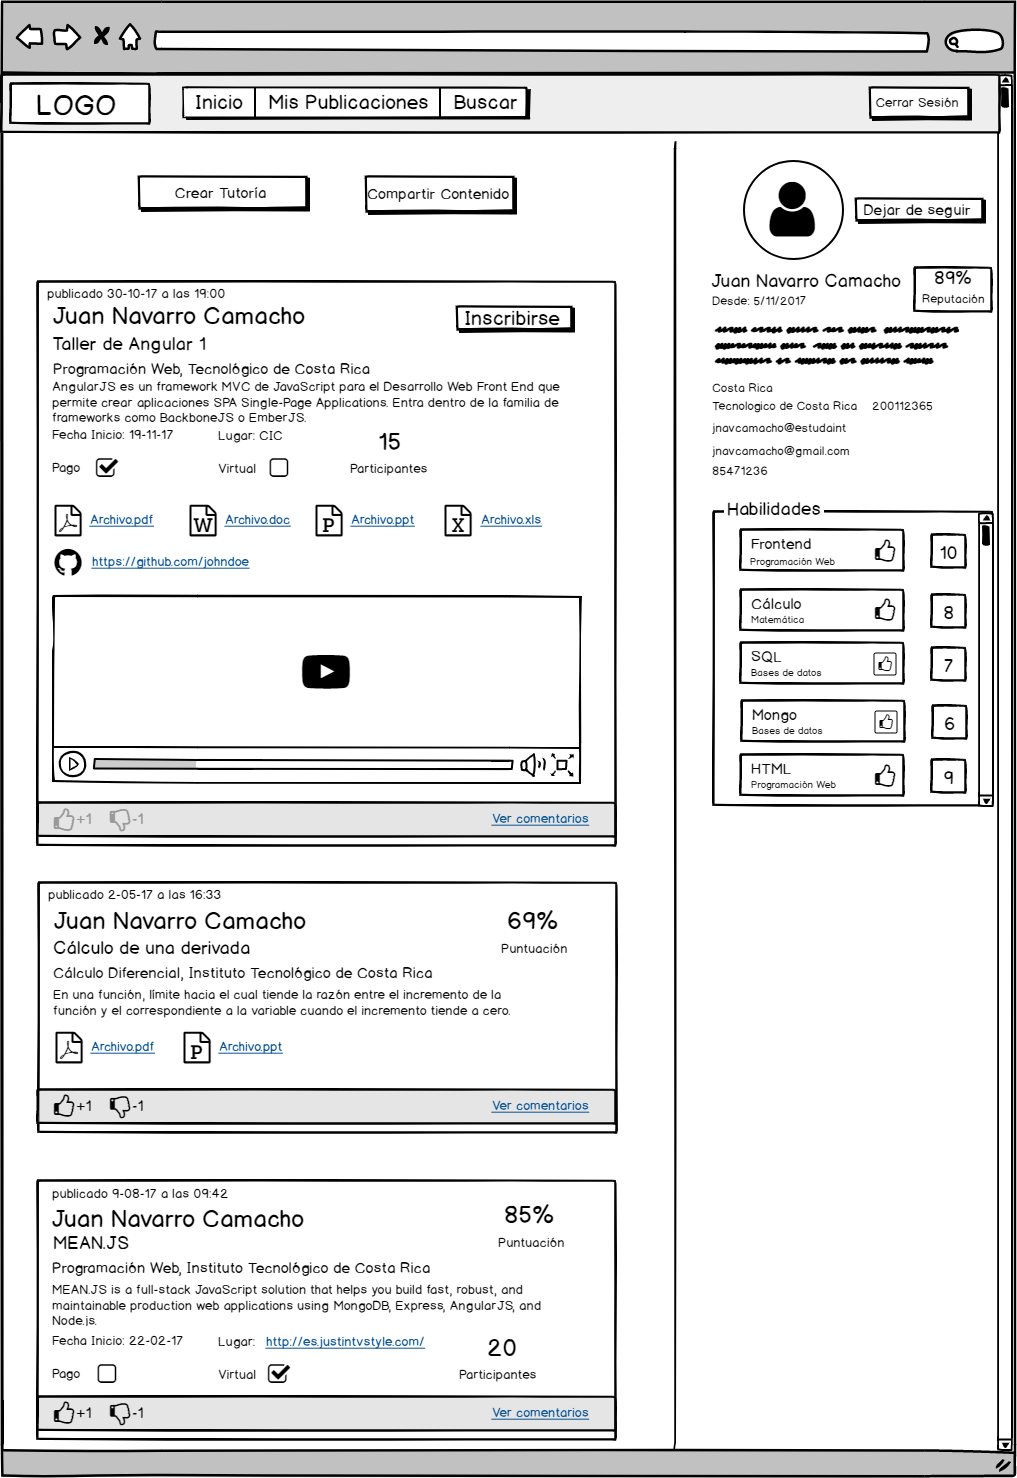 LOGO
Inicio
Mis Publicaciones
Buscar
Cerrar Sesión
Crear Tutoría
Compartir Contenido
publicado 30-10-17 a las 19:00
Juan Navarro Camacho
Inscribirse
Taller de Angular 1
Programación Web, Tecnológico de Costa Rica
AngularJS es un framework MVC de JavaScript para el Desarrollo Web Front End que
permite crear aplicaciones SPA Single-Page Applications. Entra dentro de la familia de
frameworks como BackboneJS o EmberJS.
Fecha Inicio: 19-11-17
Lugar: CIC
15
Pago
Virtual
Participantes
Archivo.pdf
W
Archivo.doc
P
Archivo.ppt
X
Archivo.xls
https://github.com/johndoe
+1
-1
Ver comentarios
publicado 2-05-17 a las 16:33
Juan Navarro Camacho
69%
Cálculo de una derivada
Puntuación
Cálculo Diferencial, Instituto Tecnológico de Costa Rica
En una función, límite hacia el cual tiende la razón entre el incremento de la
función y el correspondiente a la variable cuando el incremento tiende a cero.
Archivo.pdf
P
Archivo.ppt
+1
-1
Ver comentarios
publicado 9-08-17 a las 09:42
Juan Navarro Camacho
85%
MEAN.JS
Puntuación
Programación Web, Instituto Tecnológico de Costa Rica
MEAN.JS is a full-stack JavaScript solution that helps you build fast, robust, and
maintainable production web applications using MongoDB, Express, AngularJS, and
Node.js.
Fecha Inicio: 22-02-17
Lugar:
http://es.justintvstyle.com/
20
Pago
Virtual
Participantes
+1
-1
Ver comentarios
Dejar de seguir
Juan Navarro Camacho
89%
Desde: 5/11/2017
Reputación
Costa Rica
Tecnologico de Costa Rica
200112365
jnavcamacho@estudaint
jnavcamacho@gmail.com
85471236
Habilidades
Frontend
Programación Web
10
Cálculo
Matemática
8
SQL
Bases de datos
7
Mongo
Bases de datos
6
HTML
Programación Web
9